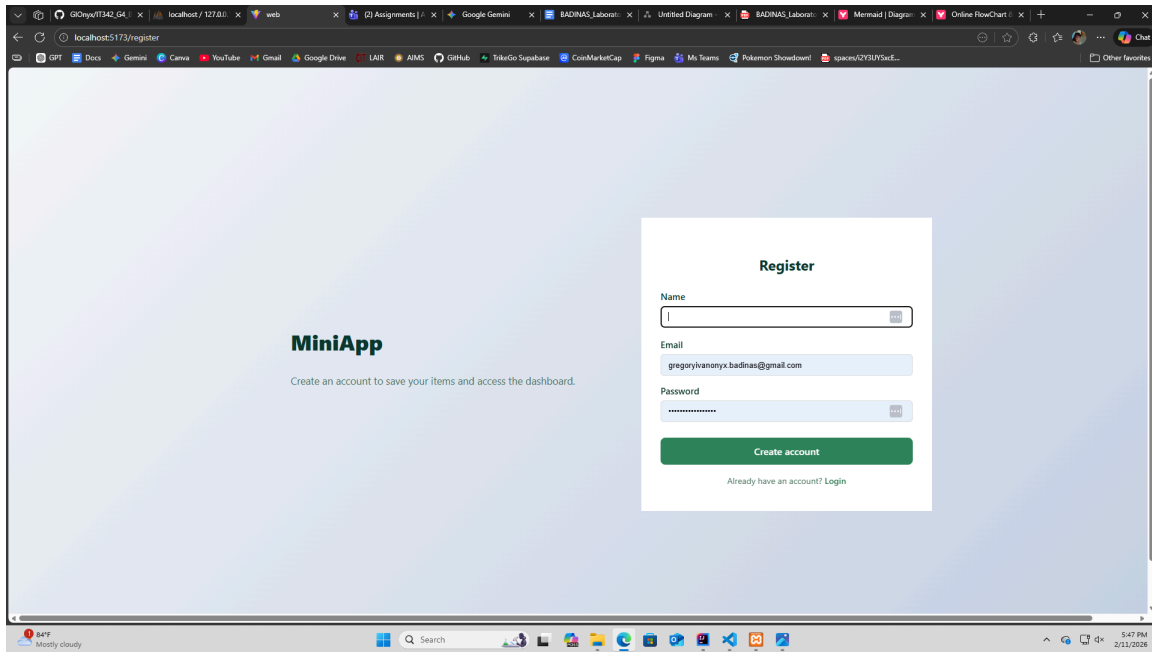 GIOnyx/IT342_G4_
localhost / 127.0.0.
web
(2) Assignments | A
Google Gemini
BADINAS_Laborato
Untitled Diagram
BADINAS_Laborato
Mermaid | Diagram
Online FlowChart &
localhost:5173/register
Chat
GPT
Docs
Gemini
Canva
YouTube
Gmail
Google Drive
LAIR
AIMS
GitHub
TrikeGo Supabase
CoinMarketCap
Figma
Ms Teams
Pokemon Showdown!
Other favorites
Register
Name
MiniApp
Create an account to save your items and access the dashboard.
Email
gregoryivanonyx.badinas@gmail.com
Password
Create account
Already have an account? Login
1
84°F
Mostly cloudy
Search
5:47 PM
2/11/2026